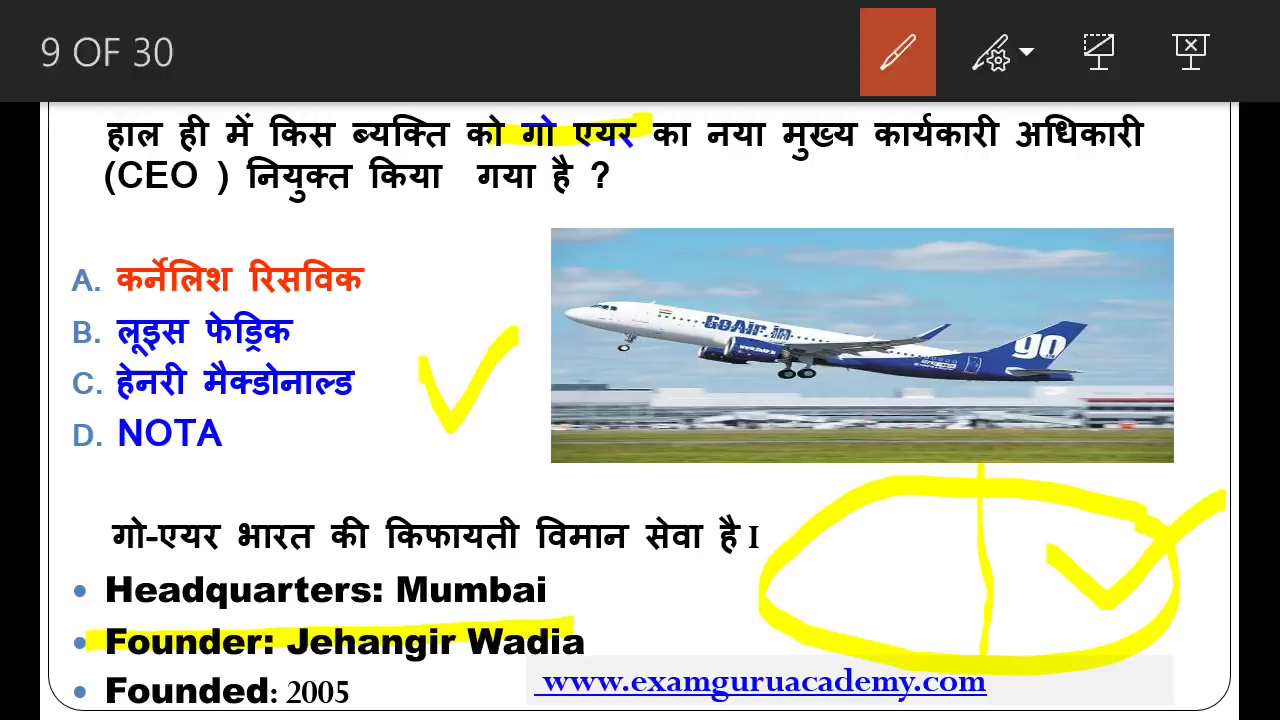 9 OF 30
हाल ही में किस ब्यक्ति को गो एयर का नया मुख्य कार्यकारी अधिकारी
(CEO ) नियुक्त किया गया है ?
A. कर्नेलिश रिसविक
B. लूइस फेड्रिक
C. हेनरी मैक्डोनाल्ड
D. NOTA
GoAir.in
go
गो-एयर भारत की किफायती विमान सेवा है I
• Headquarters: Mumbai
• Founder: Jehangir Wadia
• Founded: 2005
www.examguruacademy.com